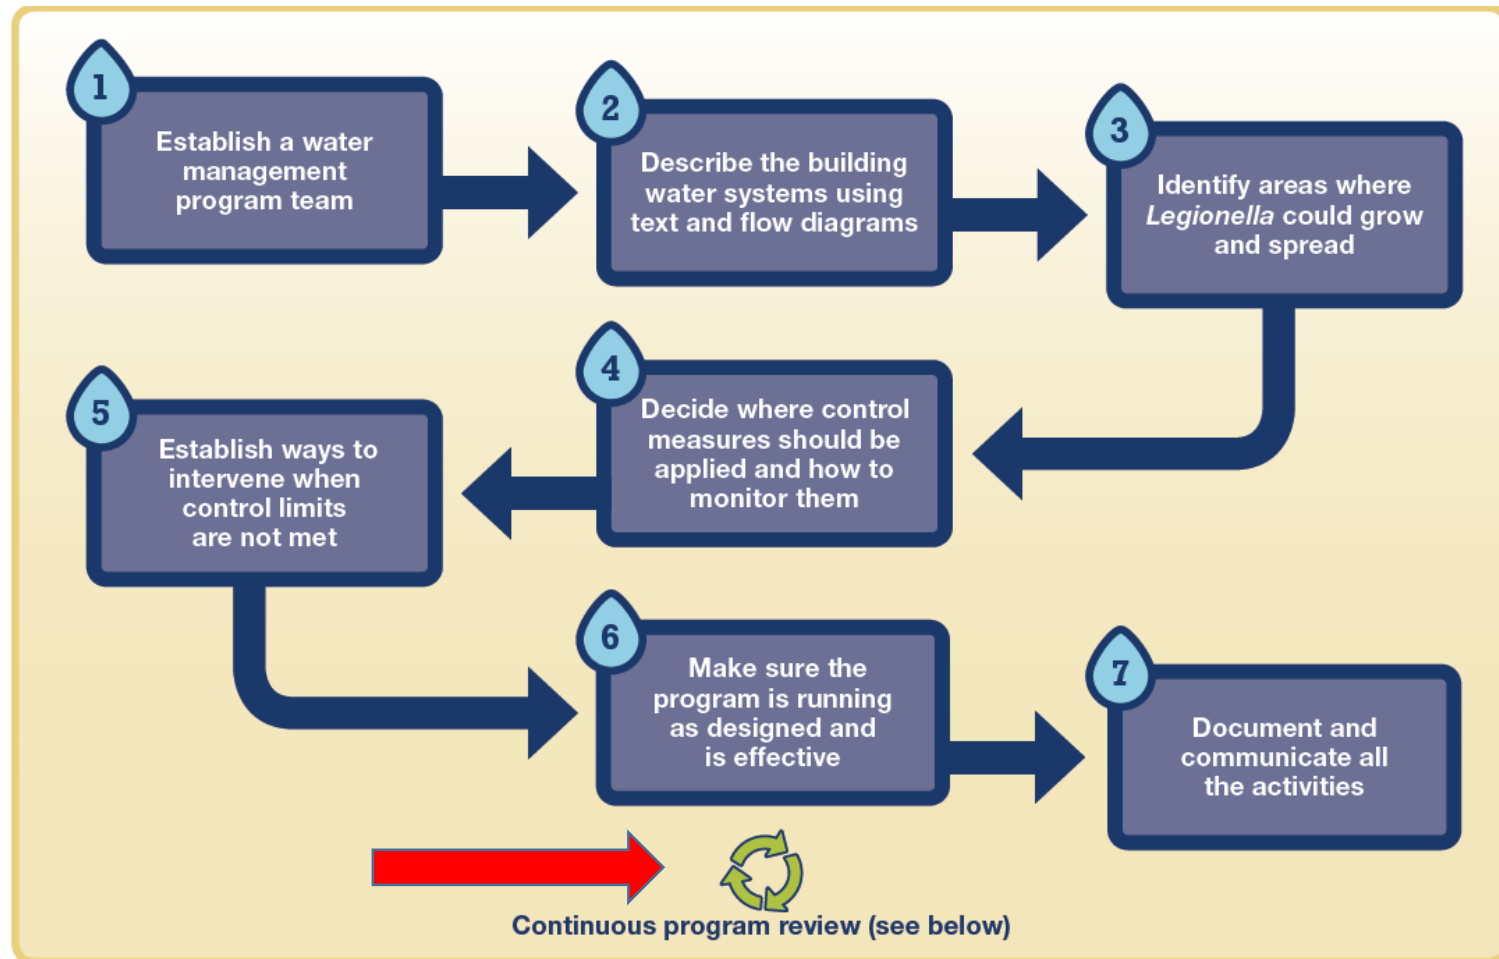 1
Establish a water
management
program team
2
Describe the building
water systems using
text and flow diagrams
3
Identify areas where
Legionella could grow
and spread
4
Decide where control
measures should be
applied and how to
monitor them
5
Establish ways to
intervene when
control limits
are not met
6
Make sure the
program is running
as designed and
is effective
7
Document and
communicate all
the activities
Continuous program review (see below)